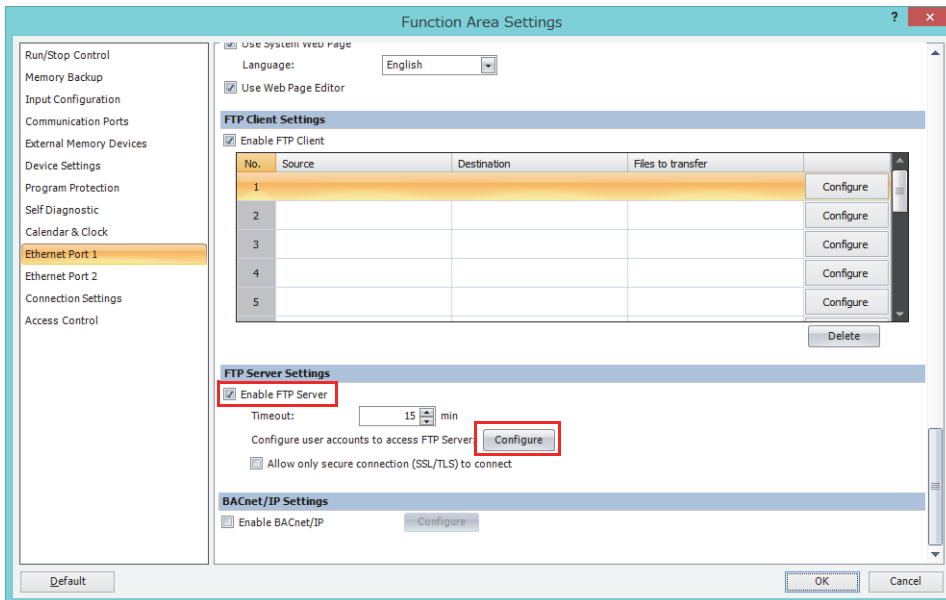 Function Area Settings
?
Run/Stop Control
Memory Backup
Input Configuration
Communication Ports
External Memory Devices
Device Settings
Program Protection
Self Diagnostic
Calendar & Clock
Ethernet Port 1
Ethernet Port 2
Connection Settings
Access Control
Use System Web Page
Language: English
Use Web Page Editor
FTP Client Settings
Enable FTP Client
No. Source Destination Files to transfer
1 Configure
2 Configure
3 Configure
4 Configure
5 Configure
Delete
FTP Server Settings
Enable FTP Server
Timeout: 15 min
Configure user accounts to access FTP Server: Configure
Allow only secure connection (SSL/TLS) to connect
BACnet/IP Settings
Enable BACnet/IP Configure
Default OK Cancel